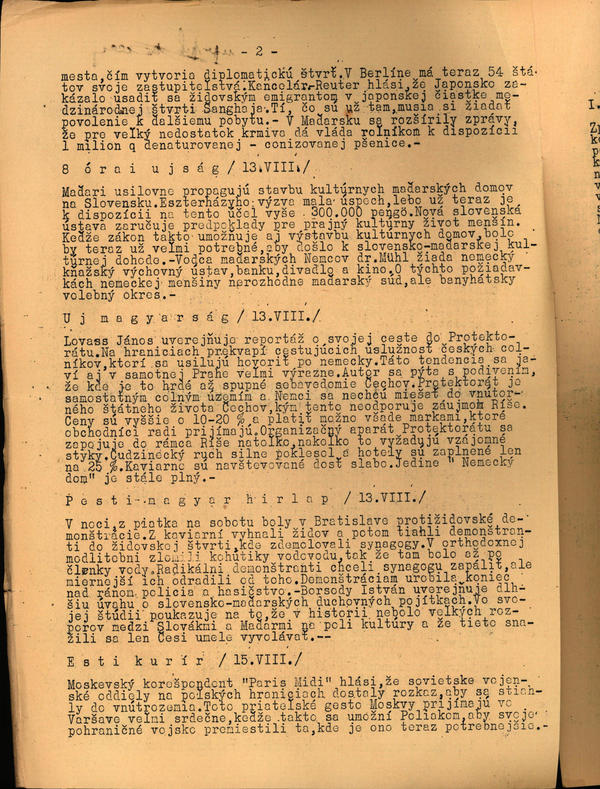 - 2 -
mesta,čím vytvoria diplomatickú štvrť.V Berlíne má teraz 54 štá-
tov svoje zastupiteľstvá.Kancelár.Reuter hlási,že Japonsko za-
kázalo usadiť sa židovským emigrantom v japonskej čiastke me-
dzinárodnej štvrti Šanghaja.Tí, čo sú už tam,musia si žiadať
povolenie k ďalšiemu pobytu.- V Maďarsku sa rozšírily zprávy,
že pre veľký nedostatok krmiva dá vláda roľníkom k dispozícii
1 milion q denaturovanej - eonizovanej pšenice.-
8 órai ujság / 13.VIII./
Maďari usilovne propagujú stavbu kultúrnych maďarských domov
na Slovensku.Eszterházyho výzva mala úspech,lebo už teraz je
k dispozícii na tento účel vyše 300.000 pengö.Nová slovenská
ústava zaručuje predpoklady pre prajný kultúrny život menšín.
Kedže zákon takto umožňuje aj výstavbu kultúrnych domov,bolo
by teraz už veľmi potrebné,aby došlo k slovensko-maďarskej kul-
túrnej dohode.-Vodca maďarských Nemcov dr.Mühl žiada nemecký
kňažský výchovný ústav,banku,divadlo a kino.O týchto požiadav-
kách nemeckej menšiny nerozhodne maďarský súd,ale banyhátsky
volebný okres.-
Uj magyarság / 13.VIII./
Lovass János uverejňuje reportáž o svojej ceste do Protekto-
rátu.Na hraniciach prekvapí cestujúcich úslužnosť českých col-
níkov,ktorí sa usilujú hovoriť po nemecky.Táto tendencia sa ja-
ví aj v samotnej Prahe veľmi výrazne.Autor sa pýta s podivením,
že kde je to hrdé až spupné sebavedomie Čechov.Protektorát je
samostatným colným územím a Nemci sa nechcú miešať do vnútor-
ného štátneho života Čechov,kým tento neodporuje záujmom Ríše.
Ceny sú vyššie o 10-20 % a platiť možno všade markami,ktoré
obchodníci radi prijímajú.Organizačný aparát Protektorátu sa
zapojuje do rámca Ríše natoľko,nakoľko to vyžadujú vzájomné
styky.Cudzinecký ruch silne poklesol a hotely sú zaplnené len
na 25 %.Kaviarne sú navštevované dosť slabo.Jedine " Nemecký
dom" je stále plný.-
Pesti magyar hirlap / 13.VIII./
V noci,z piatka na sobotu boly v Bratislave protižidovské de-
monštrácie.Z kaviarní vyhnali židov a potom tiahli demonštran-
ti do židovskej štvrti,kde zdemolovali synagogy.V orthodoxnej
modlitobni zlomili kohútiky vodovodu,tak že tam bolo až po
členky vody.Radikálni demonštranti chceli synagogu zapáliť,ale
miernejší ich odradili od toho.Demonštráciam urobila koniec
nad ránom polícia a hasičstvo.-Borsody István uverejňuje dlh-
šiu úvahu o slovensko-maďarských duchovných pojítkach.Vo svo-
jej štúdii poukazuje na to,že v historii nebolo veľkých roz-
porov medzi Slovákmi a Maďarmi na poli kultúry a že tieto sna-
žili sa len Česi umele vyvolávať.--
Esti kurír / 15.VIII./
Moskevský korešpondent "Paris Midi" hlási,že sovietske vojen-
ské oddiely na poľských hraniciach dostaly rozkaz,aby sa stiah-
ly do vnútrozemia.Toto priateľské gesto Moskvy prijímajú vo
Varšave veľmi srdečne,kedže takto sa umožní Poliakom,aby svoje
pohraničné vojsko premiestili ta,kde je ono teraz potrebnejšie.-